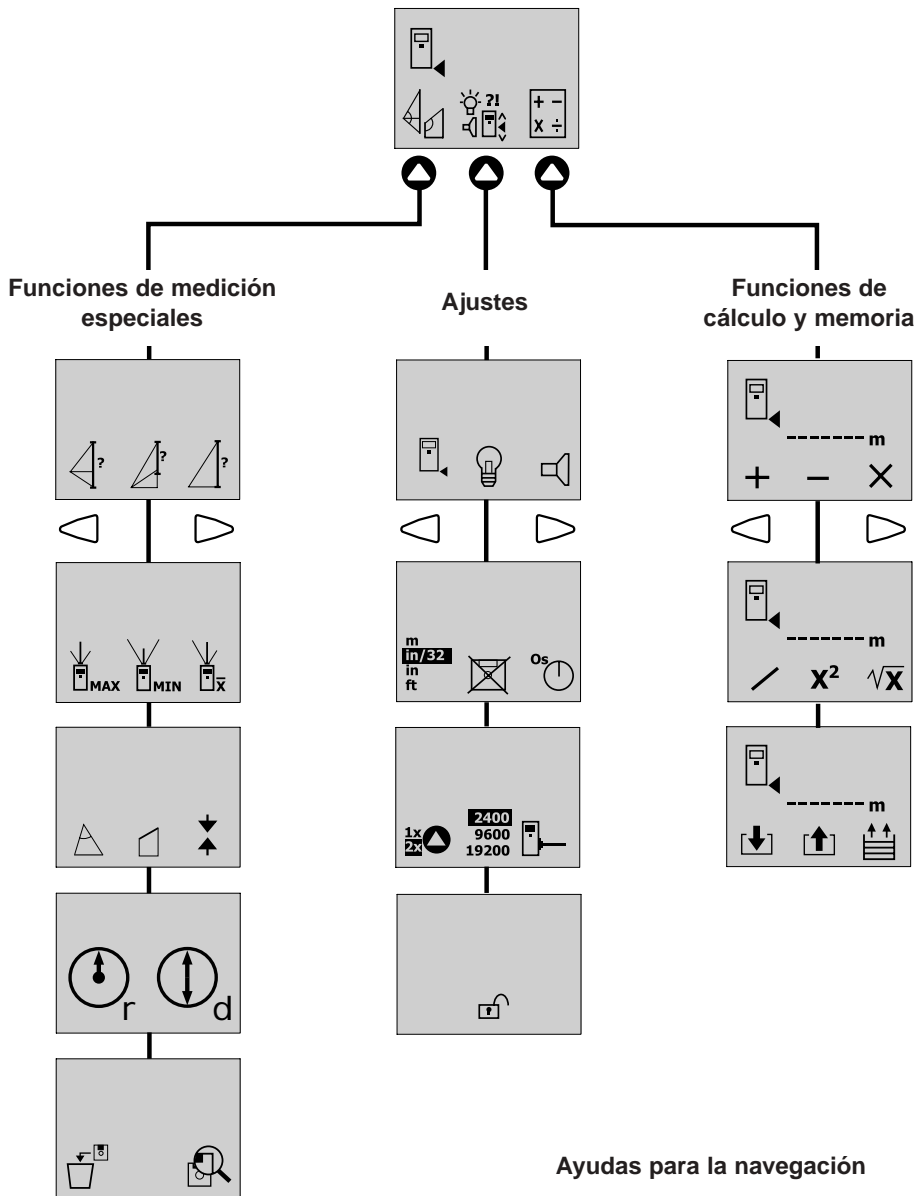 ?!
+ −
x ÷
Funciones de medición
especiales
Ajustes
Funciones de
cálculo y memoria
? ? ?
m
+ − ×
MAX MIN x̅
m
in/32
in
ft
Os
m
/ X² √X
1x
2x
2400
9600
19200
m
r d
Ayudas para la navegación